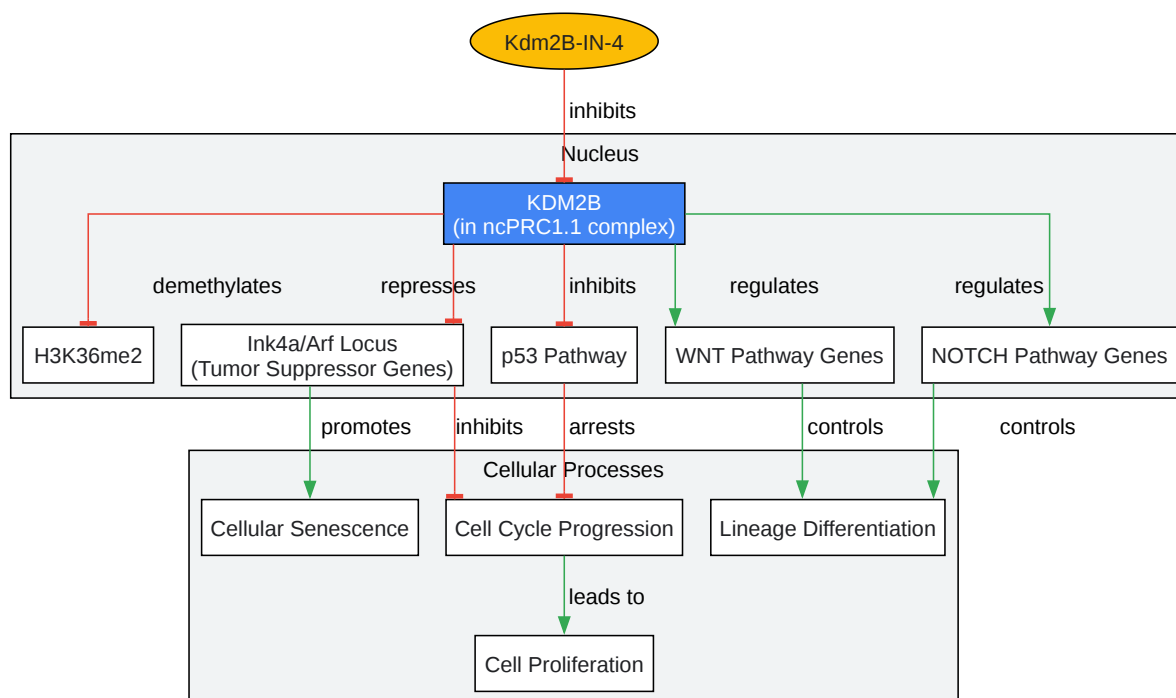 Kdm2B-IN-4
inhibits
Nucleus
KDM2B
(in ncPRC1.1 complex)
demethylates
represses
inhibits
regulates
regulates
H3K36me2
Ink4a/Arf Locus
(Tumor Suppressor Genes)
p53 Pathway
WNT Pathway Genes
NOTCH Pathway Genes
promotes
inhibits
arrests
controls
controls
Cellular Processes
Cellular Senescence
Cell Cycle Progression
Lineage Differentiation
leads to
Cell Proliferation